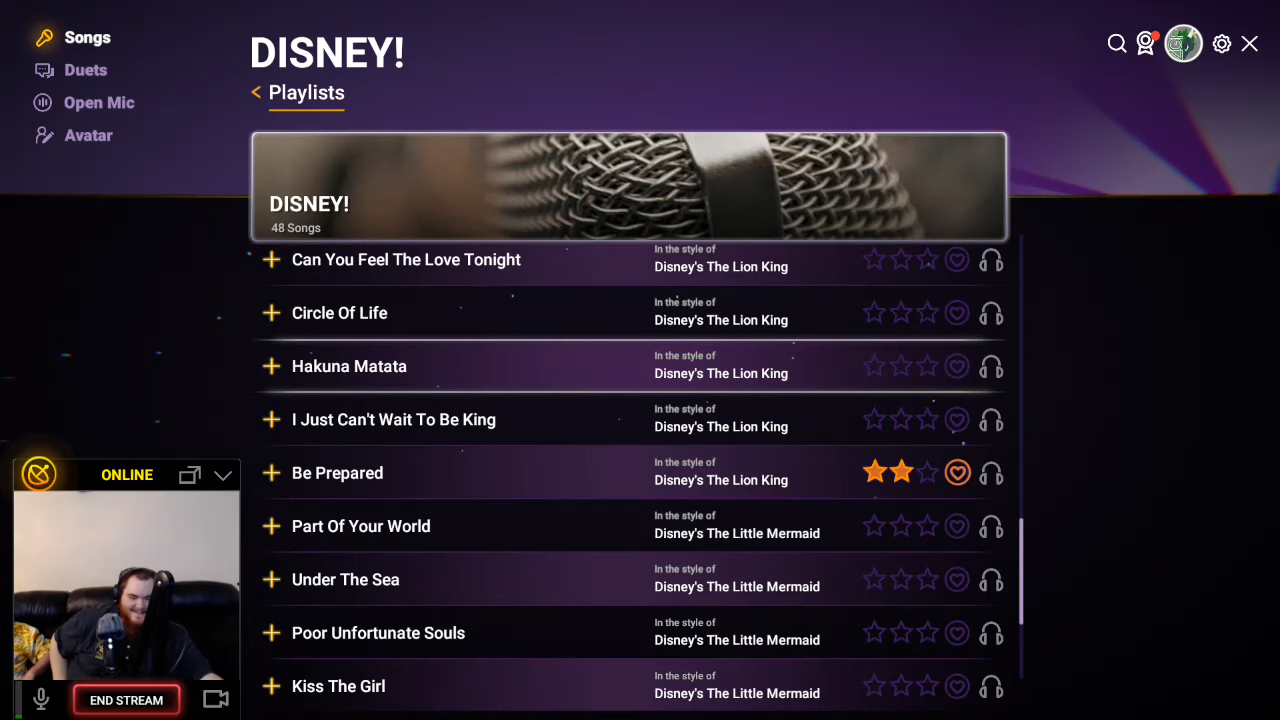 Songs
Duets
Open Mic
Avatar
DISNEY!
Playlists
DISNEY!
48 Songs
Can You Feel The Love Tonight
In the style of
Disney's The Lion King
Circle Of Life
In the style of
Disney's The Lion King
Hakuna Matata
In the style of
Disney's The Lion King
I Just Can't Wait To Be King
In the style of
Disney's The Lion King
Be Prepared
In the style of
Disney's The Lion King
Part Of Your World
In the style of
Disney's The Little Mermaid
Under The Sea
In the style of
Disney's The Little Mermaid
Poor Unfortunate Souls
In the style of
Disney's The Little Mermaid
Kiss The Girl
In the style of
Disney's The Little Mermaid
ONLINE
END STREAM